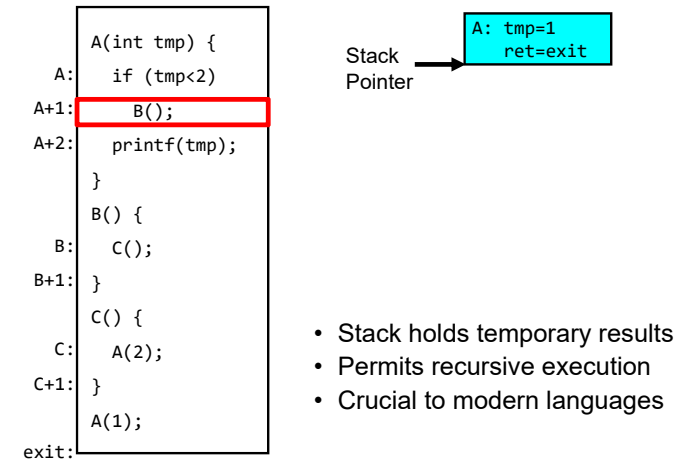 A(int tmp) {
A: if (tmp<2)
A+1: B();
A+2: printf(tmp);
}
B() {
B: C();
B+1: }
C() {
C: A(2);
C+1: }
A(1);
exit:
Stack
Pointer
A: tmp=1
ret=exit
• Stack holds temporary results
• Permits recursive execution
• Crucial to modern languages